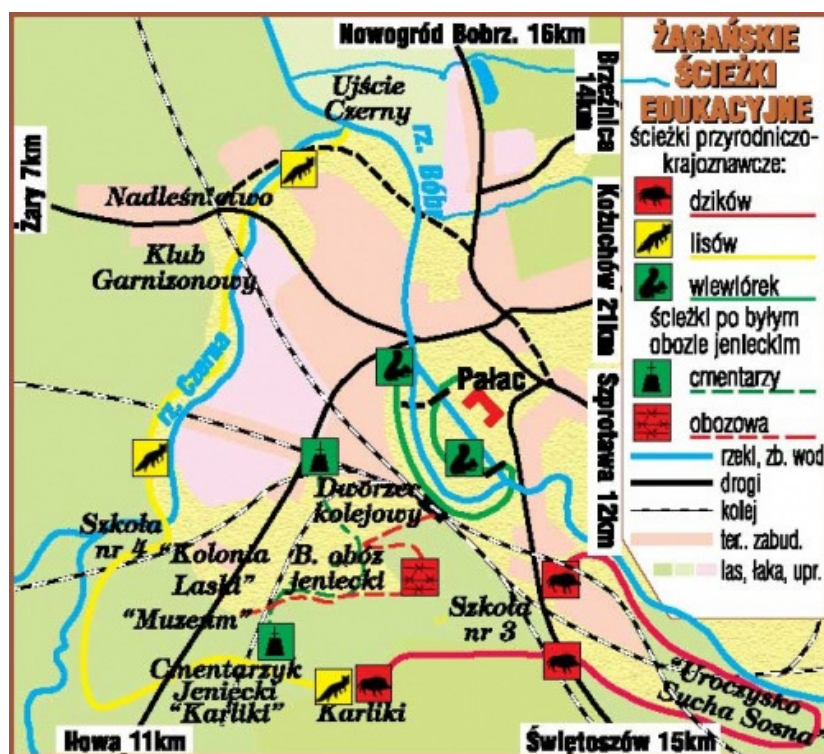 Nowogród Bobrz. 16km
ŻAGAŃSKIE
ŚCIEŻKI
EDUKACYJNE
ścieżki przyrodniczo-
krajoznawcze:
dzików
lisów
wiewiórek
ścieżki po byłym
obozie jenieckim
cmentarzy
obozowa
rzeki, zb. wod
drogi
kolej
ter.. zabud.
las, łaka, upr.
Brzeźnica
14km
Kożuchów 21km
Szprotawa 12km
Ujście
Czerny
rz. Bóbr
Nadleśnictwo
Żary 7km
Klub
Garnizonowy
rz. Czerna
Pałac
Dworzec
kolejowy
Szkoła
nr 4
"Kolonia
Laski"
B. obóz
jeniecki
"Muzeum"
Szkoła
nr 3
Cmentarzyk
Jeniecki
"Karliki"
Karliki
"Uroczysko
Sucha Sosna"
Iłowa 11km
Świętoszów 15km